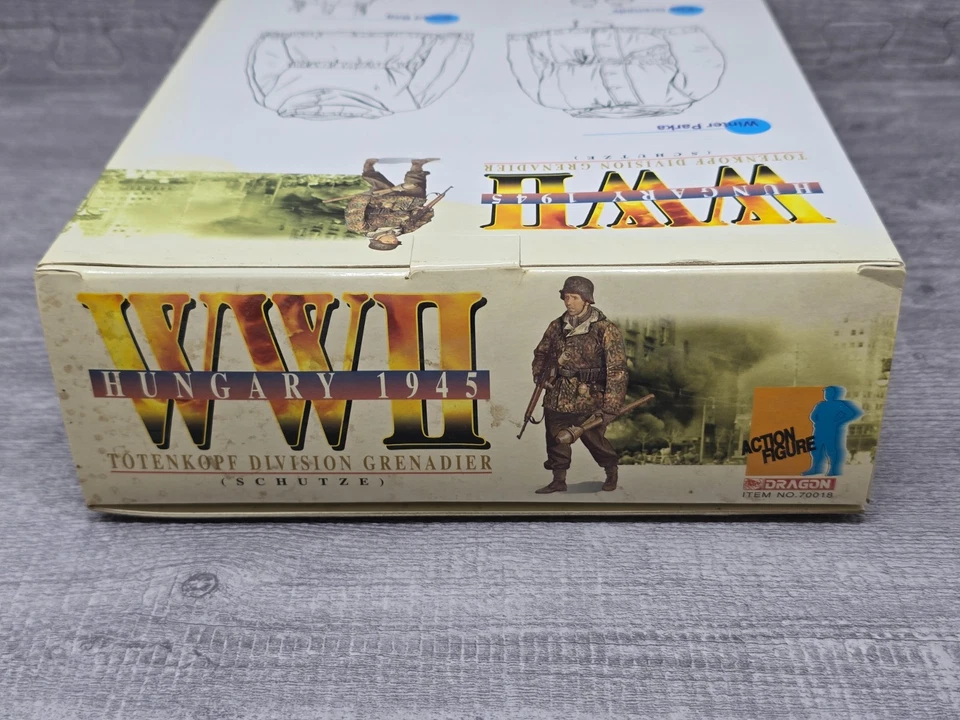 Winter Parka
(SCHUTZE)
TOTENKOPF DIVISION GRENADIER
WWII
HUNGARY 1945
WWII
HUNGARY 1945
TOTENKOPF DIVISION GRENADIER
(SCHUTZE)
ACTION
FIGURE
DRAGON
ITEM NO.70018